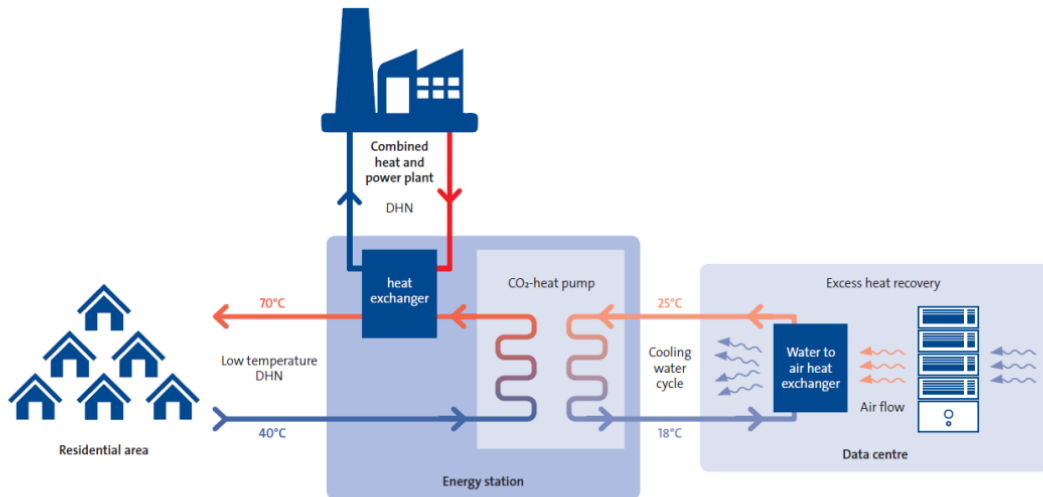 Combined
heat and
power plant
DHN
heat
exchanger
CO₂-heat pump
Excess heat recovery
70°C
25°C
Low temperature
DHN
Cooling
water
cycle
Water to
air heat
exchanger
Air flow
40°C
18°C
Residential area
Data centre
Energy station